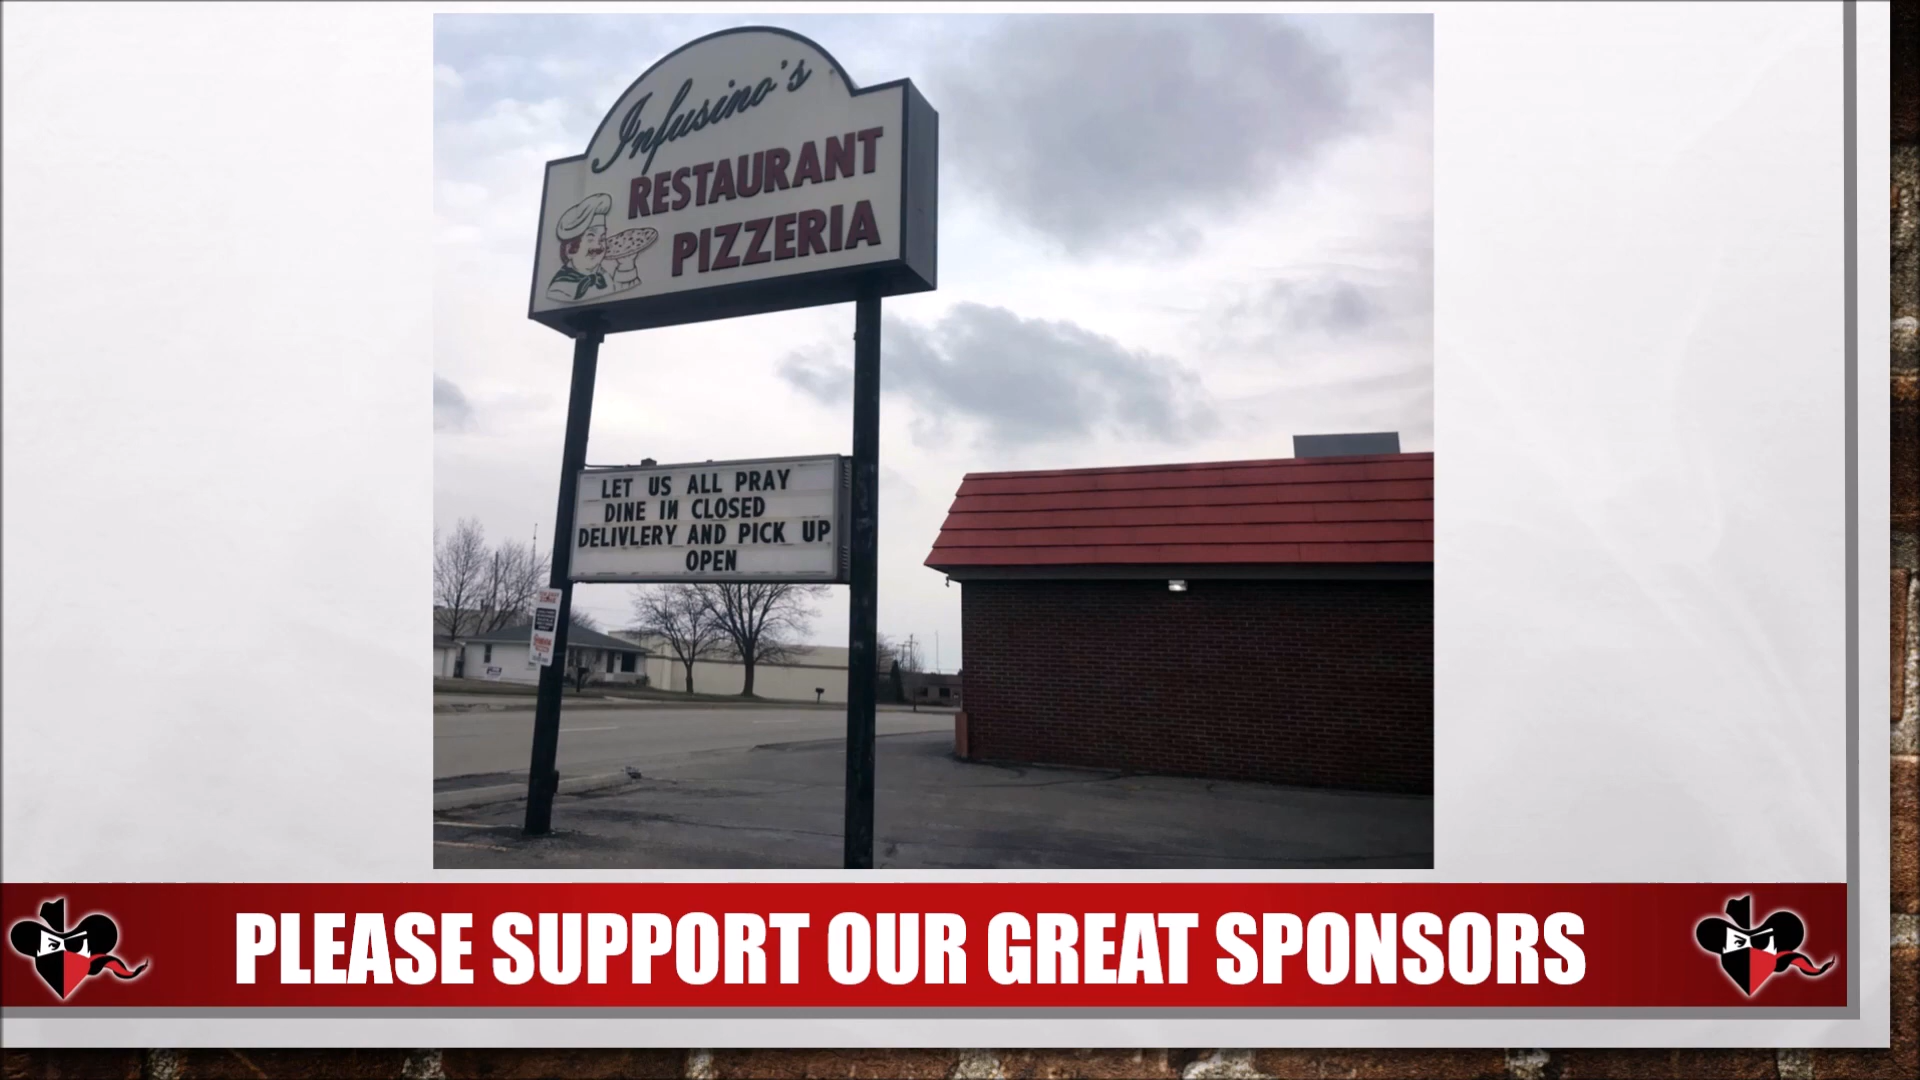 Infusino's
RESTAURANT
PIZZERIA
LET US ALL PRAY
DINE IN CLOSED
DELIVLERY AND PICK UP
OPEN
PLEASE SUPPORT OUR GREAT SPONSORS